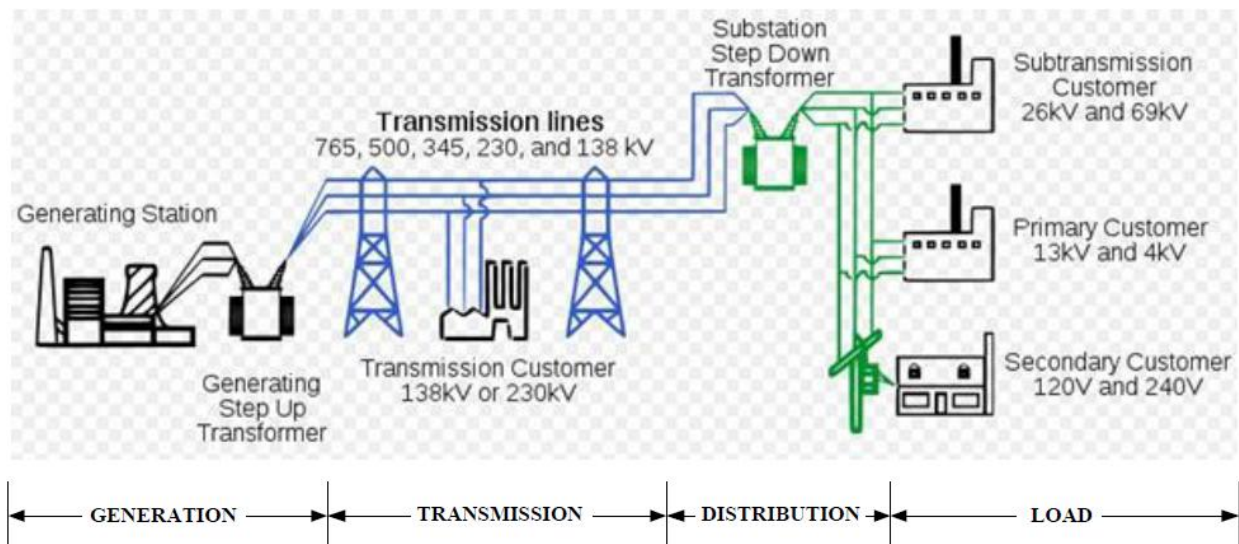 Substation
Step Down
Transformer
Subtransmission
Customer
26kV and 69kV
Transmission lines
765, 500, 345, 230, and 138 kV
Generating Station
Primary Customer
13kV and 4kV
Transmission Customer
138kV or 230kV
Secondary Customer
120V and 240V
Generating
Step Up
Transformer
GENERATION
TRANSMISSION
DISTRIBUTION
LOAD